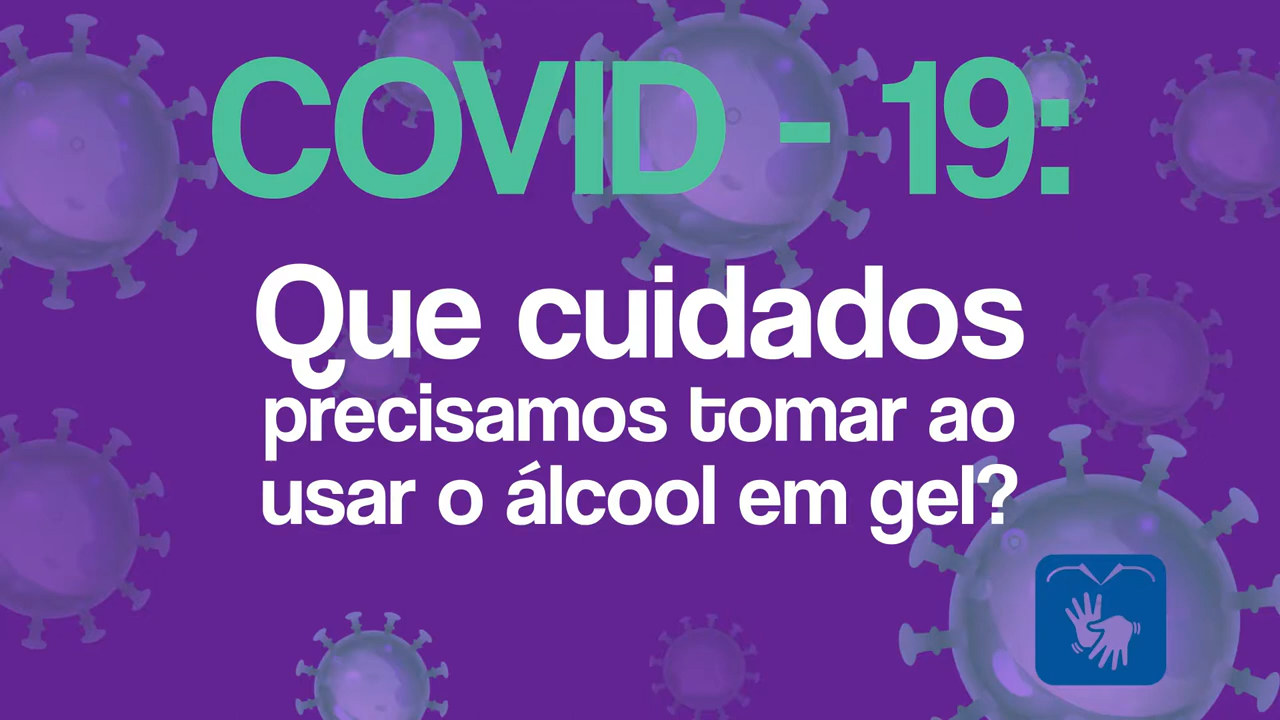 COVID - 19:
Que cuidados
precisamos tomar ao
usar o álcool em gel?